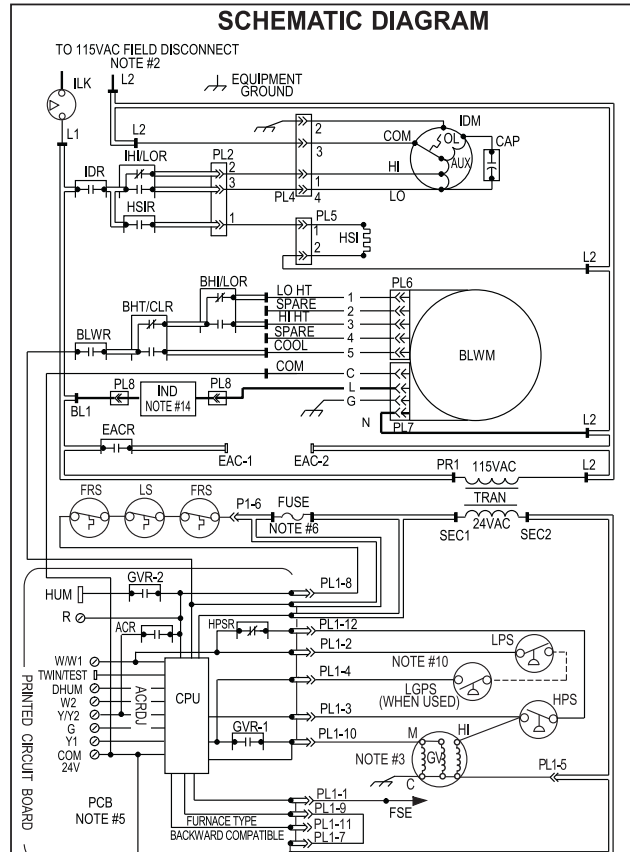 SCHEMATIC DIAGRAM
TO 115VAC FIELD DISCONNECT
NOTE #2
ILK
L2
EQUIPMENT
GROUND
L1
L2
2
COM
IDM
OL
AUX
CAP
IHI/LOR
PL2
3
IDR
2
3
HI
1
PL4
4
LO
HSIR
1
PL5
1
2
HSI
L2
BHI/LOR
LO HT
1
PL6
BHT/CLR
SPARE
2
HI HT
3
BLWR
SPARE
4
COOL
5
BLWM
COM
C
PL8
IND
NOTE #14
PL8
L
G
BL1
N
PL7
L2
EACR
EAC-1
EAC-2
PR1
115VAC
L2
TRAN
24VAC
SEC1
SEC2
FRS
LS
FRS
P1-6
FUSE
NOTE #6
HUM
GVR-2
PL1-8
R
ACR
HPSR
PL1-12
PL1-2
NOTE #10
LPS
W/W1
TWIN/TEST
DHUM
W2
Y/Y2
G
Y1
COM
24V
ACRDJ
CPU
PL1-4
LGPS
(WHEN USED)
HPS
PL1-3
GVR-1
PL1-10
M
HI
NOTE #3
GV
C
PL1-5
PRINTED CIRCUIT BOARD
PCB
NOTE #5
PL1-1
FSE
PL1-9
FURNACE TYPE
PL1-11
BACKWARD COMPATIBLE
PL1-7